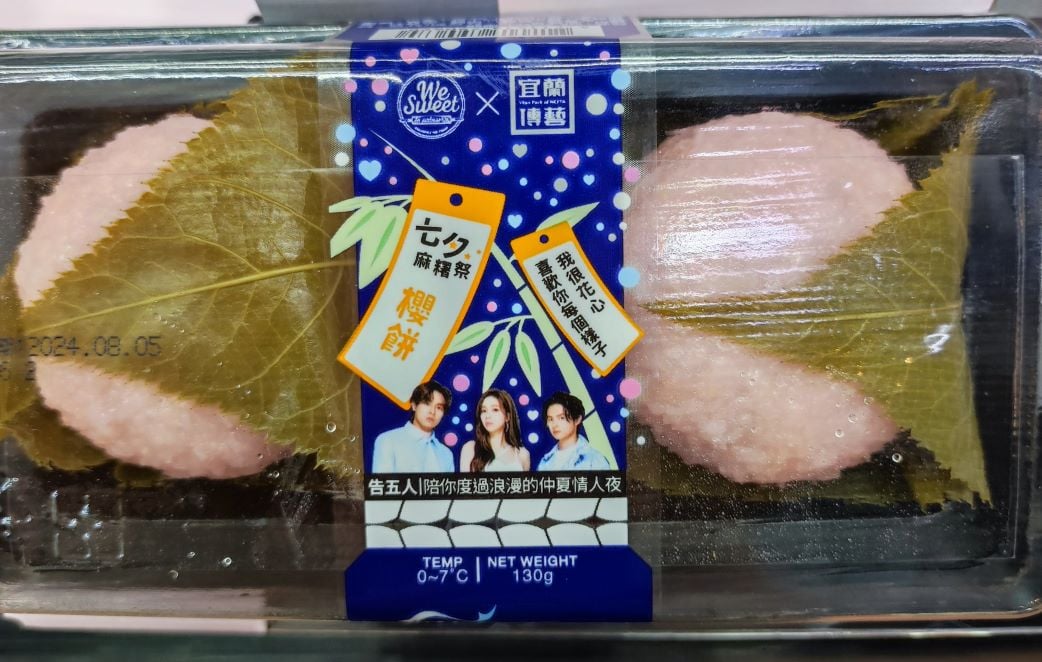 We
Sweet
宜蘭
傳藝
七夕
麻糬祭
櫻餅
我很花心
喜歡你每個樣子
2024.08.05
告五人|陪你度過浪漫的仲夏情人夜
TEMP | NET WEIGHT
0~7°C | 130g